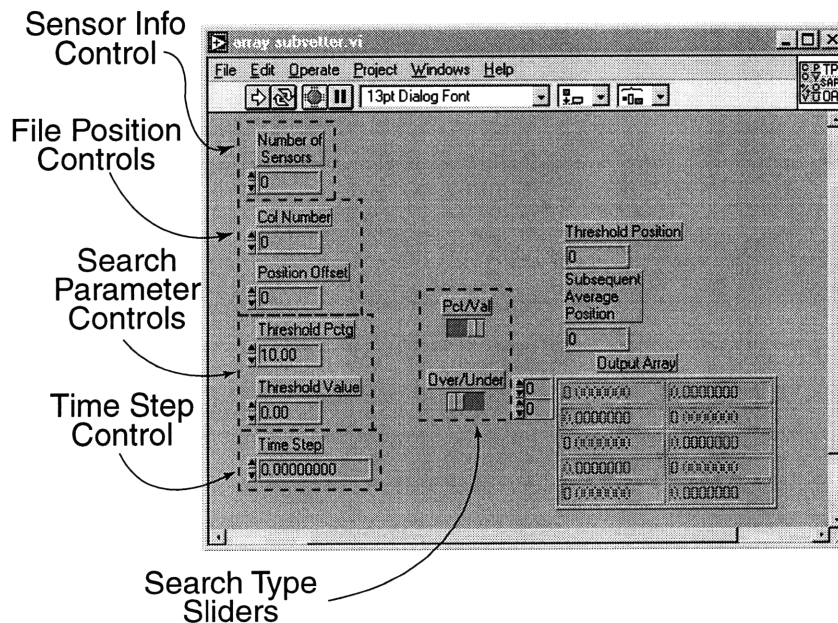 Sensor Info
Control
File Position
Controls
Search
Parameter
Controls
Time Step
Control
Search Type
Sliders
array subsetter.vi
File Edit Operate Project Windows Help
13pt Dialog Font
Number of
Sensors
0
Col Number
0
Position Offset
0
Threshold Pctg
10.00
Threshold Value
0.00
Time Step
0.00000000
Pct/Val
Over/Under
Threshold Position
0
Subsequent
Average
Position
0
Output Array
0
0
0.0000000 0.0000000
0.0000000 0.0000000
0.0000000 0.0000000
0.0000000 0.0000000
0.0000000 0.0000000